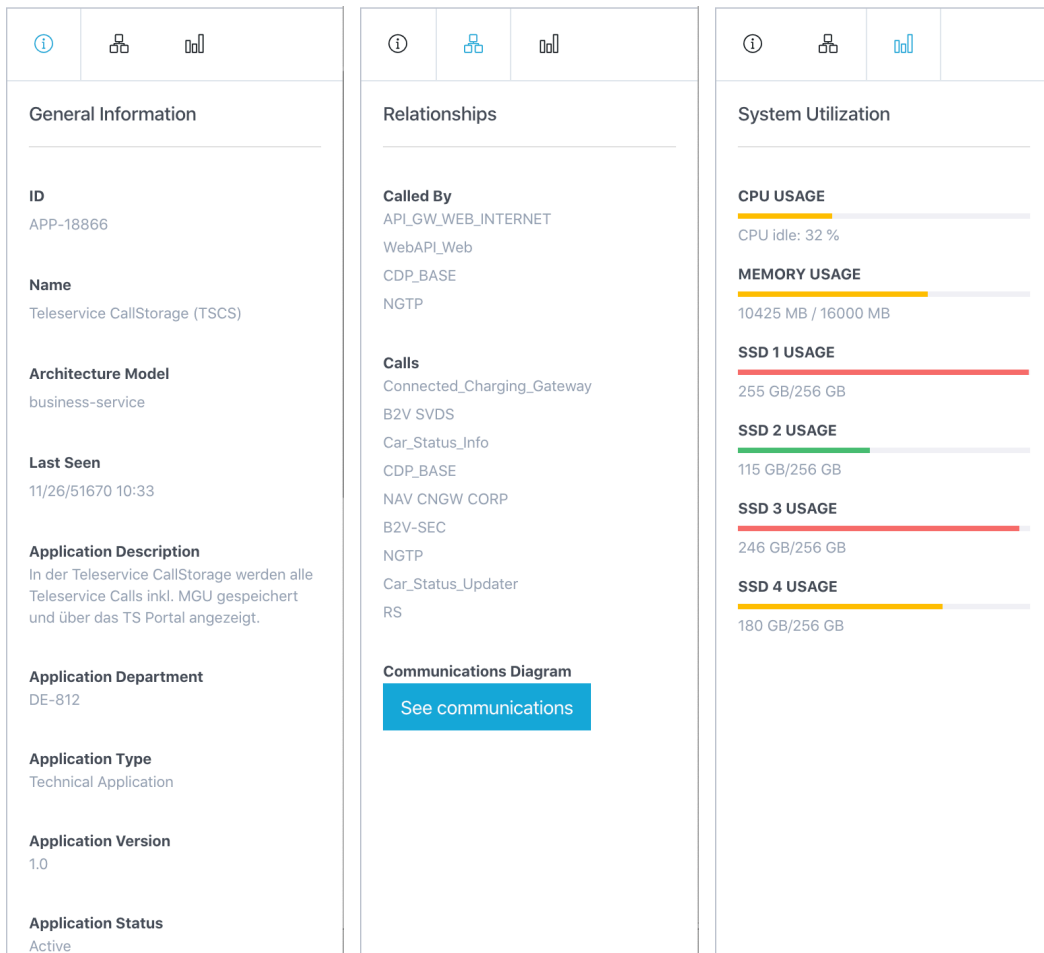 General Information
ID
APP-18866
Name
Teleservice CallStorage (TSCS)
Architecture Model
business-service
Last Seen
11/26/51670 10:33
Application Description
In der Teleservice CallStorage werden alle
Teleservice Calls inkl. MGU gespeichert
und über das TS Portal angezeigt.
Application Department
DE-812
Application Type
Technical Application
Application Version
1.0
Application Status
Active
Relationships
Called By
API_GW_WEB_INTERNET
WebAPI_Web
CDP_BASE
NGTP
Calls
Connected_Charging_Gateway
B2V SVDS
Car_Status_Info
CDP_BASE
NAV CNGW CORP
B2V-SEC
NGTP
Car_Status_Updater
RS
Communications Diagram
See communications
System Utilization
CPU USAGE
CPU idle: 32 %
MEMORY USAGE
10425 MB / 16000 MB
SSD 1 USAGE
255 GB/256 GB
SSD 2 USAGE
115 GB/256 GB
SSD 3 USAGE
246 GB/256 GB
SSD 4 USAGE
180 GB/256 GB